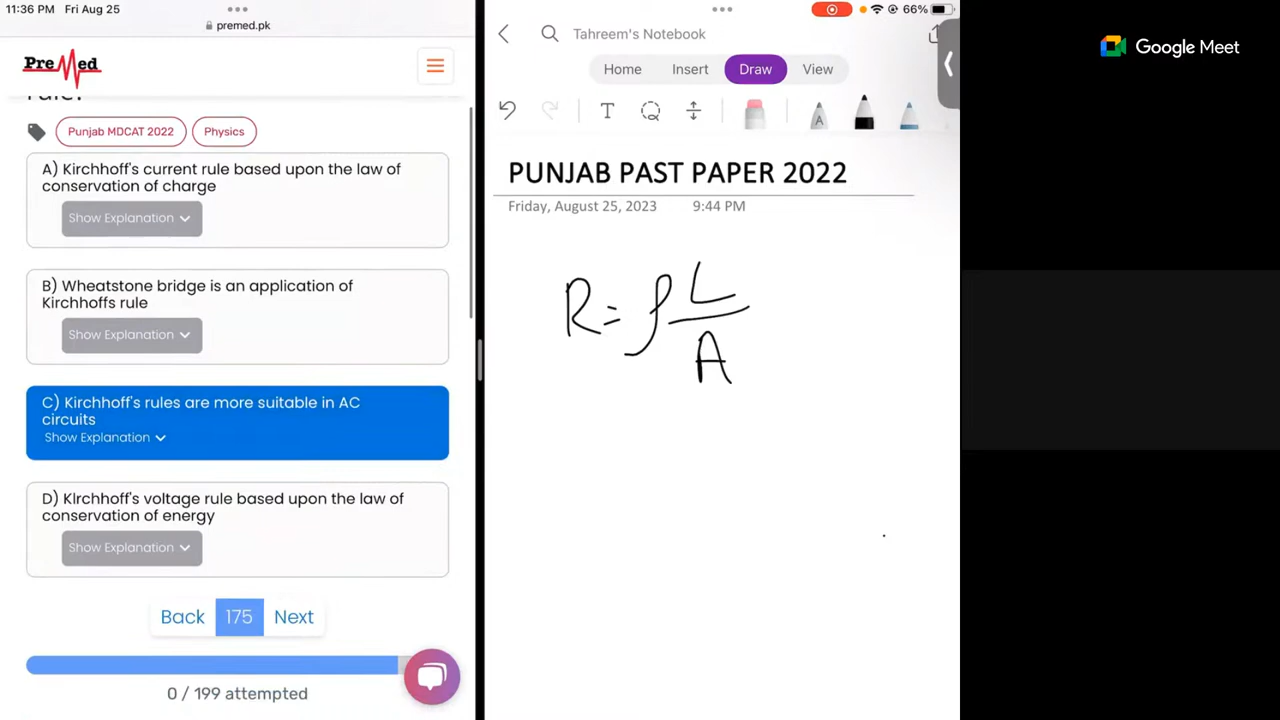 11:36 PM Fri Aug 25
premed.pk
PreMed
rule?
Punjab MDCAT 2022
Physics
A) Kirchhoff's current rule based upon the law of
conservation of charge
Show Explanation
B) Wheatstone bridge is an application of
Kirchhoffs rule
Show Explanation
C) Kirchhoff's rules are more suitable in AC
circuits
Show Explanation
D) Kirchhoff's voltage rule based upon the law of
conservation of energy
Show Explanation
Back 175 Next
0 / 199 attempted
66%
Tahreem's Notebook
Home Insert Draw View
T
A
PUNJAB PAST PAPER 2022
Friday, August 25, 2023 9:44 PM
R = ρ L
A
Google Meet